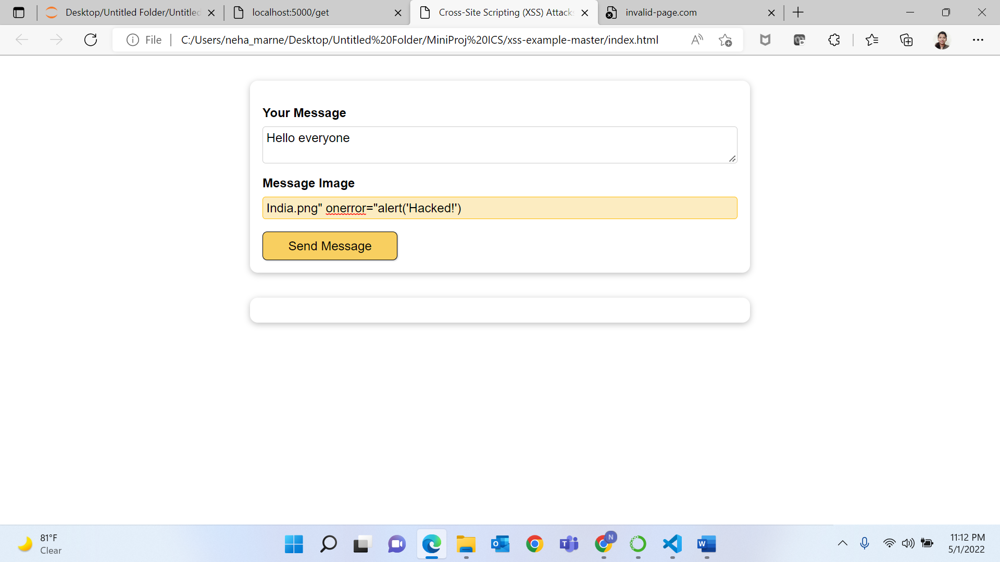 Desktop/Untitled Folder/Untitled
localhost:5000/get
Cross-Site Scripting (XSS) Attacks
invalid-page.com
File
C:/Users/neha_marne/Desktop/Untitled%20Folder/MiniProj%20ICS/xss-example-master/index.html
Your Message
Hello everyone
Message Image
India.png" onerror="alert('Hacked!')
Send Message
81°F
Clear
N
11:12 PM
5/1/2022